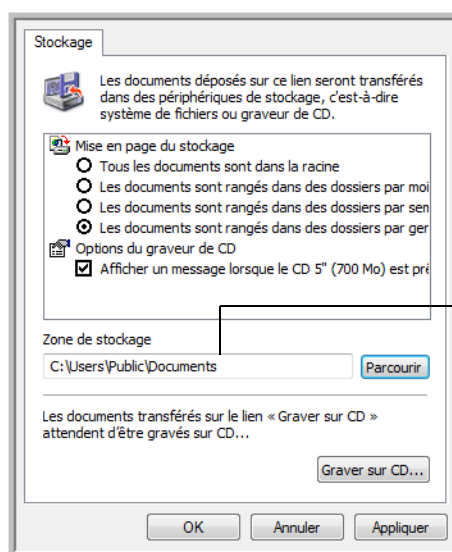 Stockage
Les documents déposés sur ce lien seront transférés
dans des périphériques de stockage, c'est-à-dire
système de fichiers ou graveur de CD.
Mise en page du stockage
Tous les documents sont dans la racine
Les documents sont rangés dans des dossiers par moi
Les documents sont rangés dans des dossiers par sem
Les documents sont rangés dans des dossiers par ger
Options du graveur de CD
Afficher un message lorsque le CD 5" (700 Mo) est pré
Zone de stockage
C:\Users\Public\Documents
Parcourir
Les documents transférés sur le lien « Graver sur CD »
attendent d'être gravés sur CD...
Graver sur CD...
OK
Annuler
Appliquer